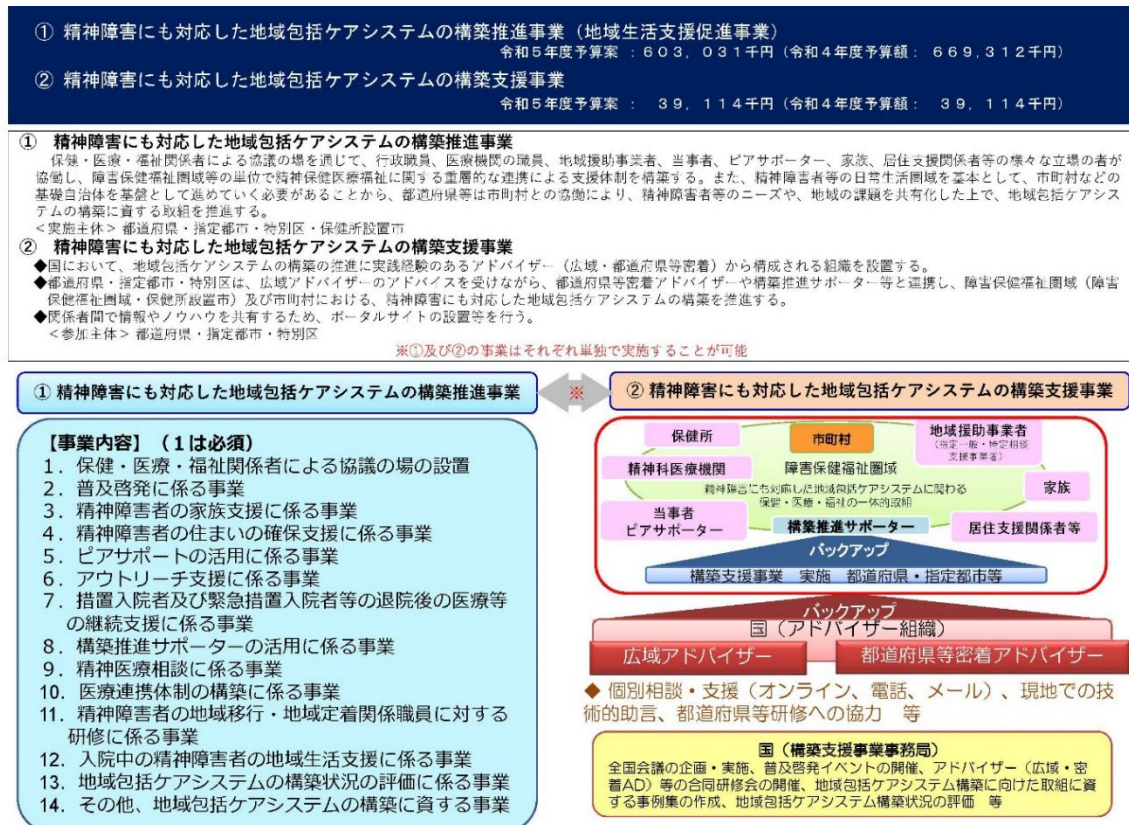 ① 精神障害にも対応した地域包括ケアシステムの構築推進事業（地域生活支援促進事業）
令和５年度予算案 ：６０３，０３１千円（令和４年度予算額： ６６９,３１２千円）
② 精神障害にも対応した地域包括ケアシステムの構築支援事業
令和５年度予算案 ： ３９，１１４千円（令和４年度予算額： ３９，１１４千円）
① 精神障害にも対応した地域包括ケアシステムの構築推進事業
保健・医療・福祉関係者による協議の場を通じて、行政職員、医療機関の職員、地域援助事業者、当事者、ピアサポーター、家族、居住支援関係者等の様々な立場の者が
協働し、障害保健福祉圏域等の単位で精神保健医療福祉に関する重層的な連携による支援体制を構築する。また、精神障害者等の日常生活圏域を基本として、市町村などの
基礎自治体を基盤として進めていく必要があることから、都道府県等は市町村との協働により、精神障害者等のニーズや、地域の課題を共有化した上で、地域包括ケアシス
テムの構築に資する取組を推進する。
＜実施主体＞ 都道府県・指定都市・特別区・保健所設置市
② 精神障害にも対応した地域包括ケアシステムの構築支援事業
◆国において、地域包括ケアシステムの構築の推進に実践経験のあるアドバイザー（広域・都道府県等密着）から構成される組織を設置する。
◆都道府県・指定都市・特別区は、広域アドバイザーのアドバイスを受けながら、都道府県等密着アドバイザーや構築推進サポーター等と連携し、障害保健福祉圏域（障害
保健福祉圏域・保健所設置市）及び市町村における、精神障害にも対応した地域包括ケアシステムの構築を推進する。
◆関係者間で情報やノウハウを共有するため、ポータルサイトの設置等を行う。
＜参加主体＞ 都道府県・指定都市・特別区
※①及び②の事業はそれぞれ単独で実施することが可能
① 精神障害にも対応した地域包括ケアシステムの構築推進事業
※
② 精神障害にも対応した地域包括ケアシステムの構築支援事業
【事業内容】（１は必須）
1．保健・医療・福祉関係者による協議の場の設置
2．普及啓発に係る事業
3．精神障害者の家族支援に係る事業
4．精神障害者の住まいの確保支援に係る事業
5．ピアサポートの活用に係る事業
6．アウトリーチ支援に係る事業
7．措置入院者及び緊急措置入院者等の退院後の医療等
の継続支援に係る事業
8．構築推進サポーターの活用に係る事業
9．精神医療相談に係る事業
10．医療連携体制の構築に係る事業
11．精神障害者の地域移行・地域定着関係職員に対する
研修に係る事業
12．入院中の精神障害者の地域生活支援に係る事業
13．地域包括ケアシステムの構築状況の評価に係る事業
14．その他、地域包括ケアシステムの構築に資する事業
保健所
市町村
地域援助事業者
（指定一般・特定相談
支援事業者）
精神科医療機関
障害保健福祉圏域
精神障害にも対応した地域包括ケアシステムに関わる
保健・医療・福祉の一体的取組
家族
当事者
ピアサポーター
構築推進サポーター
居住支援関係者等
バックアップ
構築支援事業 実施 都道府県・指定都市等
バックアップ
国（アドバイザー組織）
広域アドバイザー
都道府県等密着アドバイザー
◆ 個別相談・支援（オンライン、電話、メール）、現地での技
術的助言、都道府県等研修への協力 等
国（構築支援事業事務局）
全国会議の企画・実施、普及啓発イベントの開催、アドバイザー（広域・密
着AD）等の合同研修会の開催、地域包括ケアシステム構築に向けた取組に資
する事例集の作成、地域包括ケアシステム構築状況の評価 等